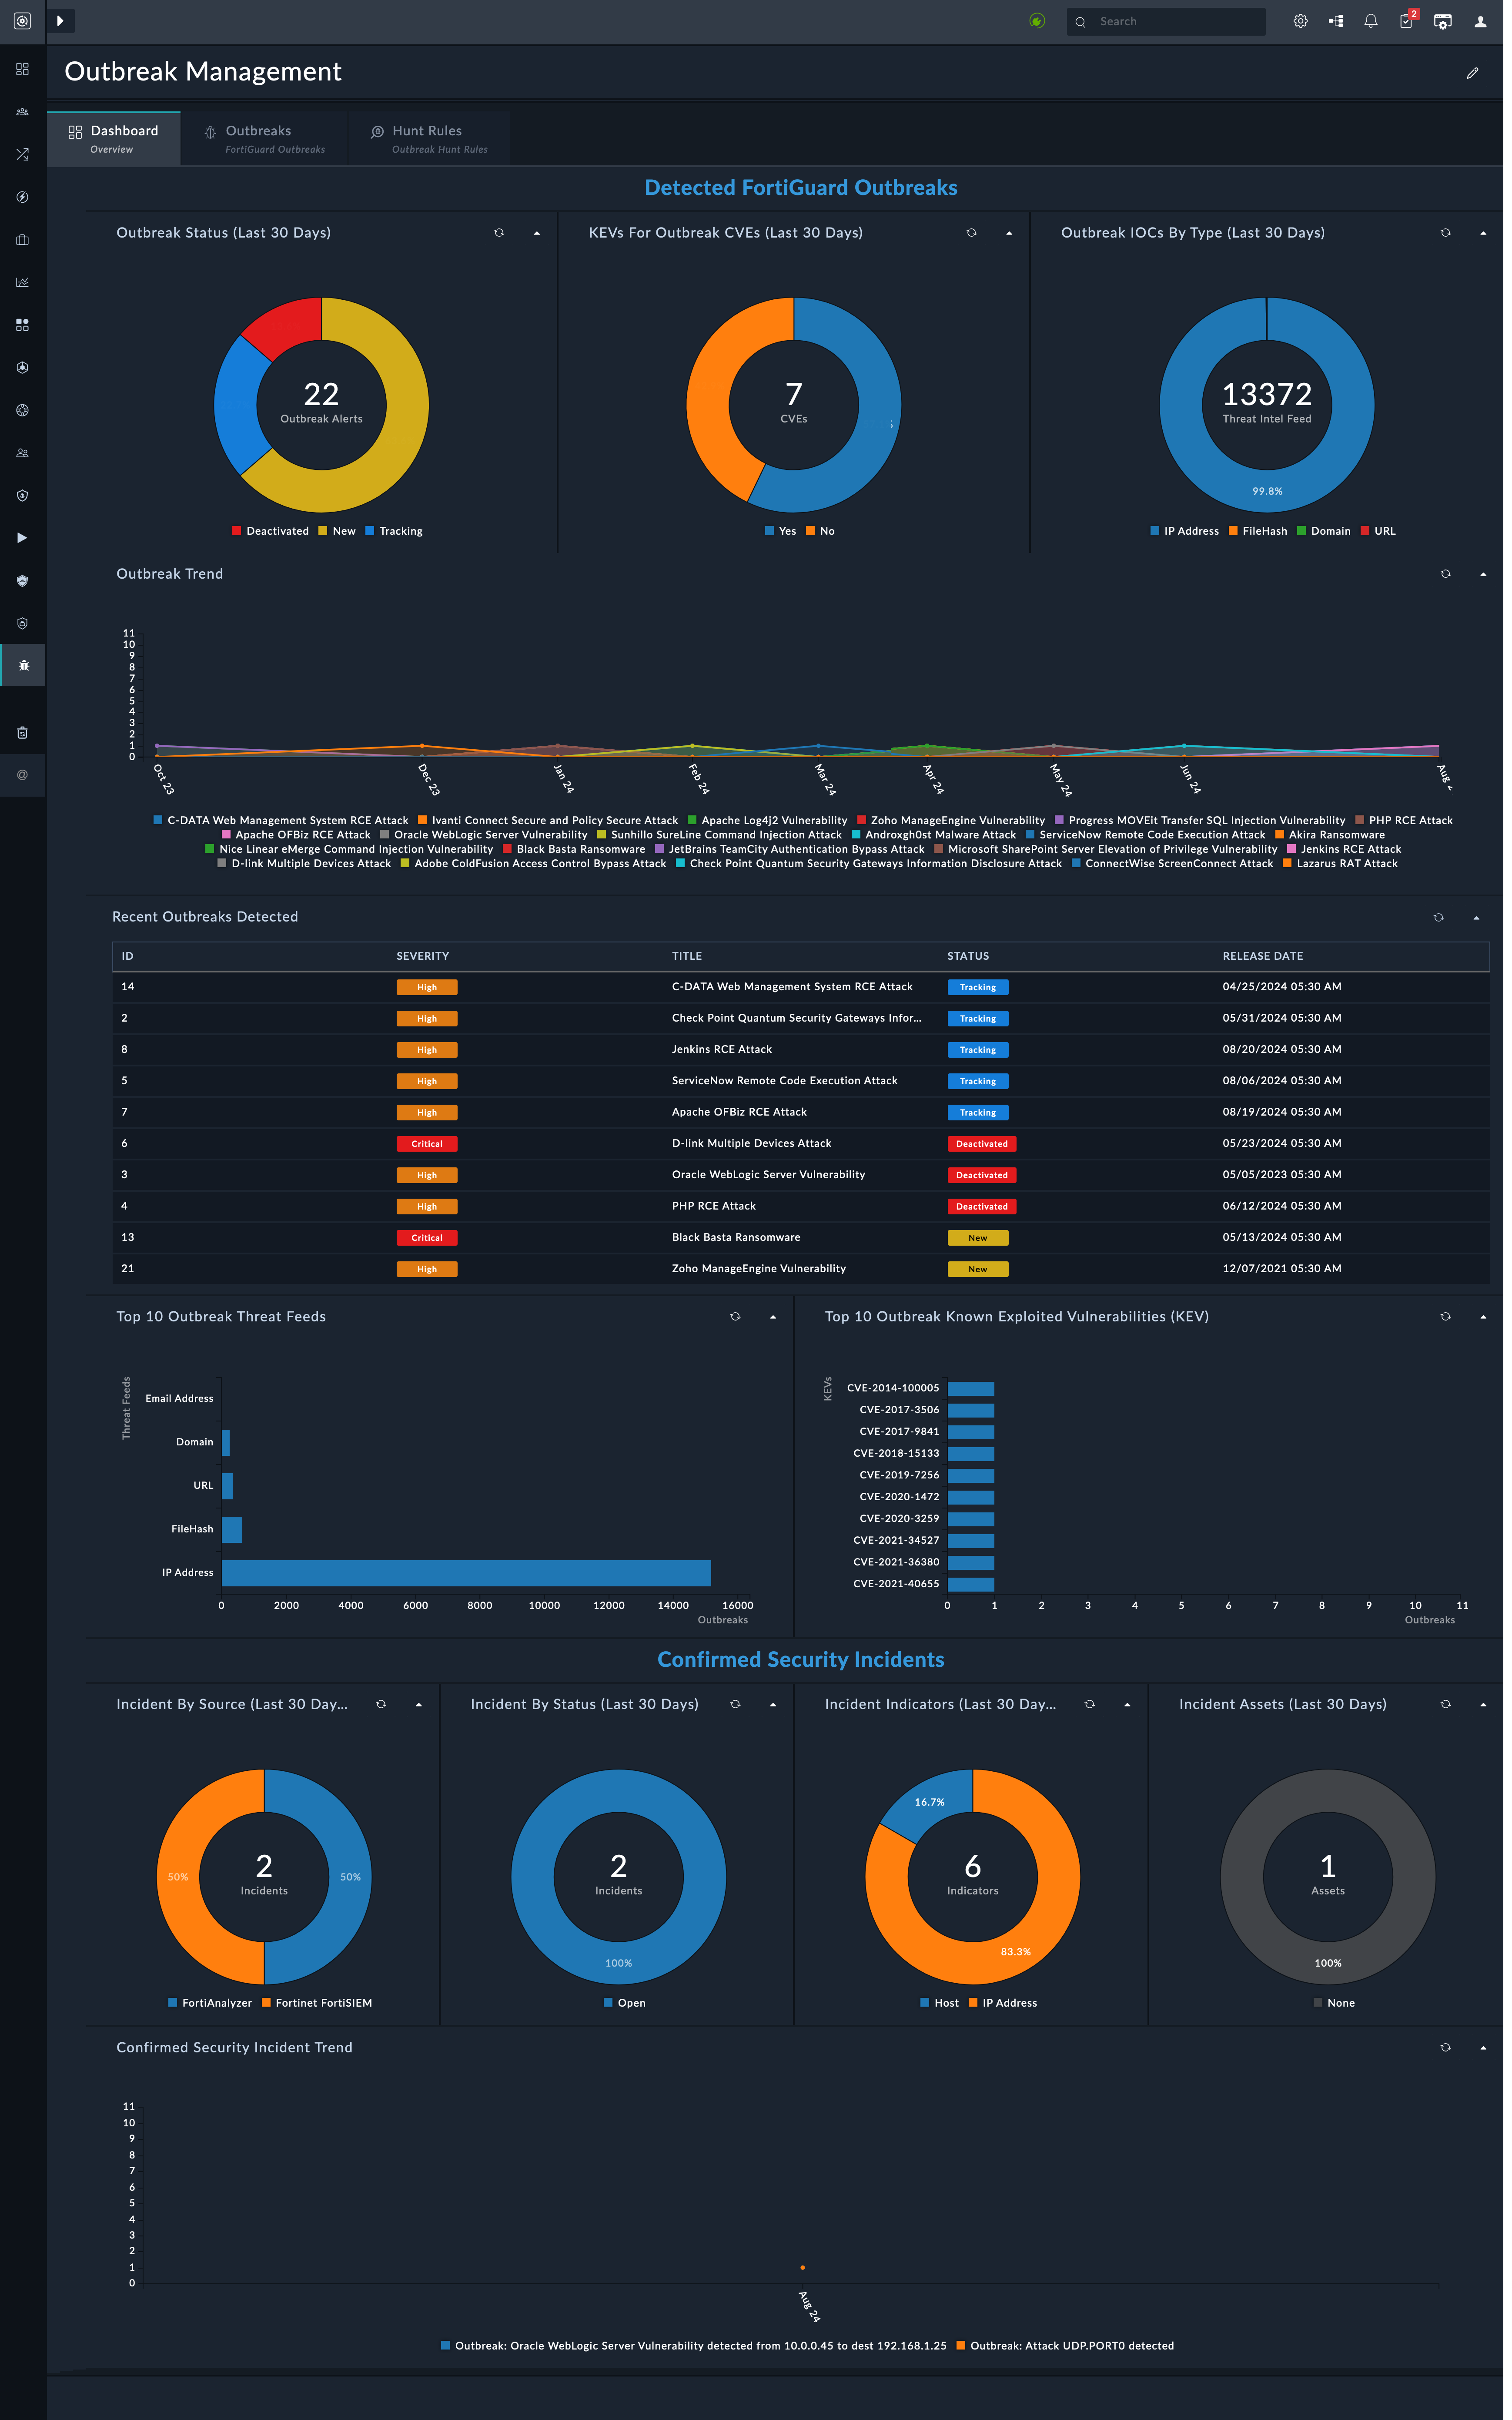 Search
2
Outbreak Management
Dashboard
Overview
Outbreaks
FortiGuard Outbreaks
Hunt Rules
Outbreak Hunt Rules
Detected FortiGuard Outbreaks
Outbreak Status (Last 30 Days)
22
Outbreak Alerts
Deactivated New Tracking
KEVs For Outbreak CVEs (Last 30 Days)
7
CVEs
Yes No
Outbreak IOCs By Type (Last 30 Days)
13372
Threat Intel Feed
99.8%
IP Address FileHash Domain URL
Outbreak Trend
11
10
9
8
7
6
5
4
3
2
1
0
Oct 23 Dec 23 Jan 24 Feb 24 Mar 24 Apr 24 May 24 Jun 24 Aug
C-DATA Web Management System RCE Attack Ivanti Connect Secure and Policy Secure Attack Apache Log4j2 Vulnerability Zoho ManageEngine Vulnerability Progress MOVEit Transfer SQL Injection Vulnerability PHP RCE Attack
Apache OFBiz RCE Attack Oracle WebLogic Server Vulnerability Sunhillo SureLine Command Injection Attack Androxgh0st Malware Attack ServiceNow Remote Code Execution Attack Akira Ransomware
Nice Linear eMerge Command Injection Vulnerability Black Basta Ransomware JetBrains TeamCity Authentication Bypass Attack Microsoft SharePoint Server Elevation of Privilege Vulnerability Jenkins RCE Attack
D-link Multiple Devices Attack Adobe ColdFusion Access Control Bypass Attack Check Point Quantum Security Gateways Information Disclosure Attack ConnectWise ScreenConnect Attack Lazarus RAT Attack
Recent Outbreaks Detected
ID SEVERITY TITLE STATUS RELEASE DATE
14 High C-DATA Web Management System RCE Attack Tracking 04/25/2024 05:30 AM
2 High Check Point Quantum Security Gateways Infor... Tracking 05/31/2024 05:30 AM
8 High Jenkins RCE Attack Tracking 08/20/2024 05:30 AM
5 High ServiceNow Remote Code Execution Attack Tracking 08/06/2024 05:30 AM
7 High Apache OFBiz RCE Attack Tracking 08/19/2024 05:30 AM
6 Critical D-link Multiple Devices Attack Deactivated 05/23/2024 05:30 AM
3 High Oracle WebLogic Server Vulnerability Deactivated 05/05/2023 05:30 AM
4 High PHP RCE Attack Deactivated 06/12/2024 05:30 AM
13 Critical Black Basta Ransomware New 05/13/2024 05:30 AM
21 High Zoho ManageEngine Vulnerability New 12/07/2021 05:30 AM
Top 10 Outbreak Threat Feeds
Threat Feeds
Email Address
Domain
URL
FileHash
IP Address
0 2000 4000 6000 8000 10000 12000 14000 16000
Outbreaks
Top 10 Outbreak Known Exploited Vulnerabilities (KEV)
KEVs
CVE-2014-100005
CVE-2017-3506
CVE-2017-9841
CVE-2018-15133
CVE-2019-7256
CVE-2020-1472
CVE-2020-3259
CVE-2021-34527
CVE-2021-36380
CVE-2021-40655
0 1 2 3 4 5 6 7 8 9 10 11
Outbreaks
Confirmed Security Incidents
Incident By Source (Last 30 Day...
50%
2
Incidents
50%
FortiAnalyzer Fortinet FortiSIEM
Incident By Status (Last 30 Days)
2
Incidents
100%
Open
Incident Indicators (Last 30 Day...
16.7%
6
Indicators
83.3%
Host IP Address
Incident Assets (Last 30 Days)
1
Assets
100%
None
Confirmed Security Incident Trend
11
10
9
8
7
6
5
4
3
2
1
0
Aug 24
Outbreak: Oracle WebLogic Server Vulnerability detected from 10.0.0.45 to dest 192.168.1.25 Outbreak: Attack UDP.PORT0 detected